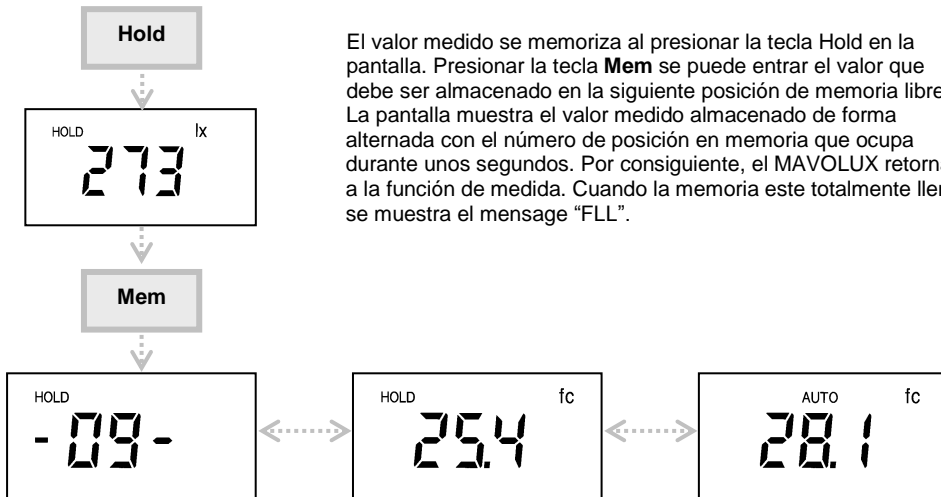 Hold
El valor medido se memoriza al presionar la tecla Hold en la
pantalla. Presionar la tecla Mem se puede entrar el valor que
debe ser almacenado en la siguiente posición de memoria libre
La pantalla muestra el valor medido almacenado de forma
alternada con el número de posición en memoria que ocupa
durante unos segundos. Por consiguiente, el MAVOLUX
a la función de medida. Cuando la memoria este totalmente
se muestra el mensage “FLL”.
HOLD lx
273
Mem
HOLD
-09-
HOLD fc
25.4
AUTO fc
28.1